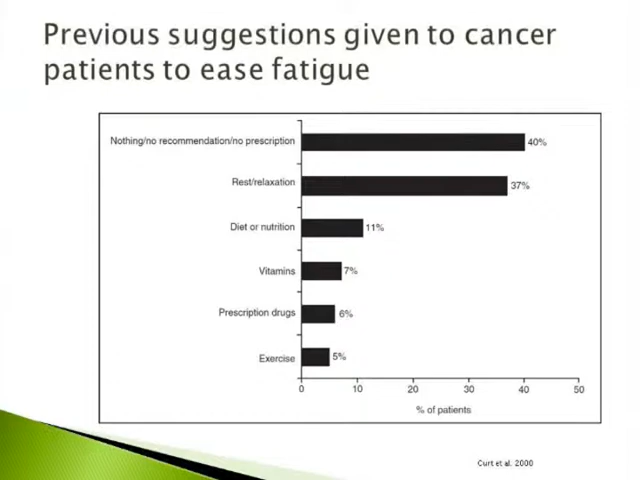 Previous suggestions given to cancer
patients to ease fatigue
Nothing/no recommendation/no prescription 40%
Rest/relaxation 37%
Diet or nutrition 11%
Vitamins 7%
Prescription drugs 6%
Exercise 5%
0 10 20 30 40 50
% of patients
Curt et al. 2000